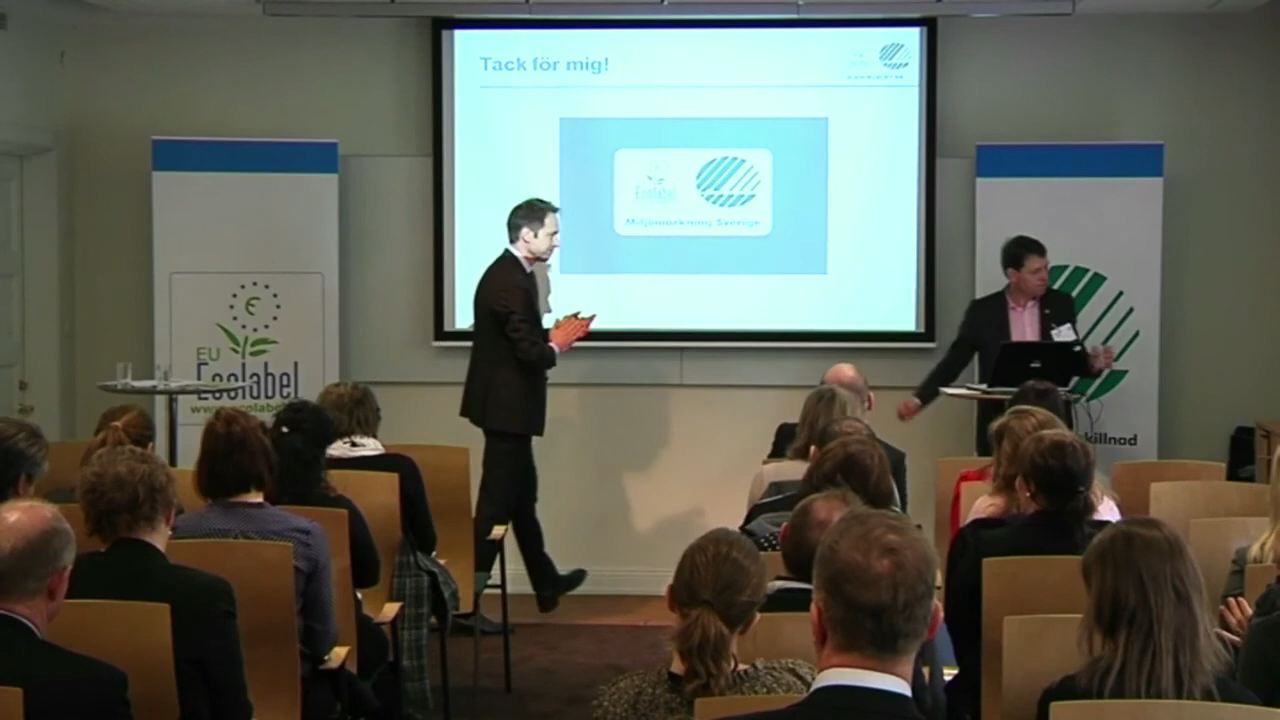 Tack för mig!
Ecolabel
Miljömärkning Sverige
EU
Ecolabel
www.ecolabel
killnad